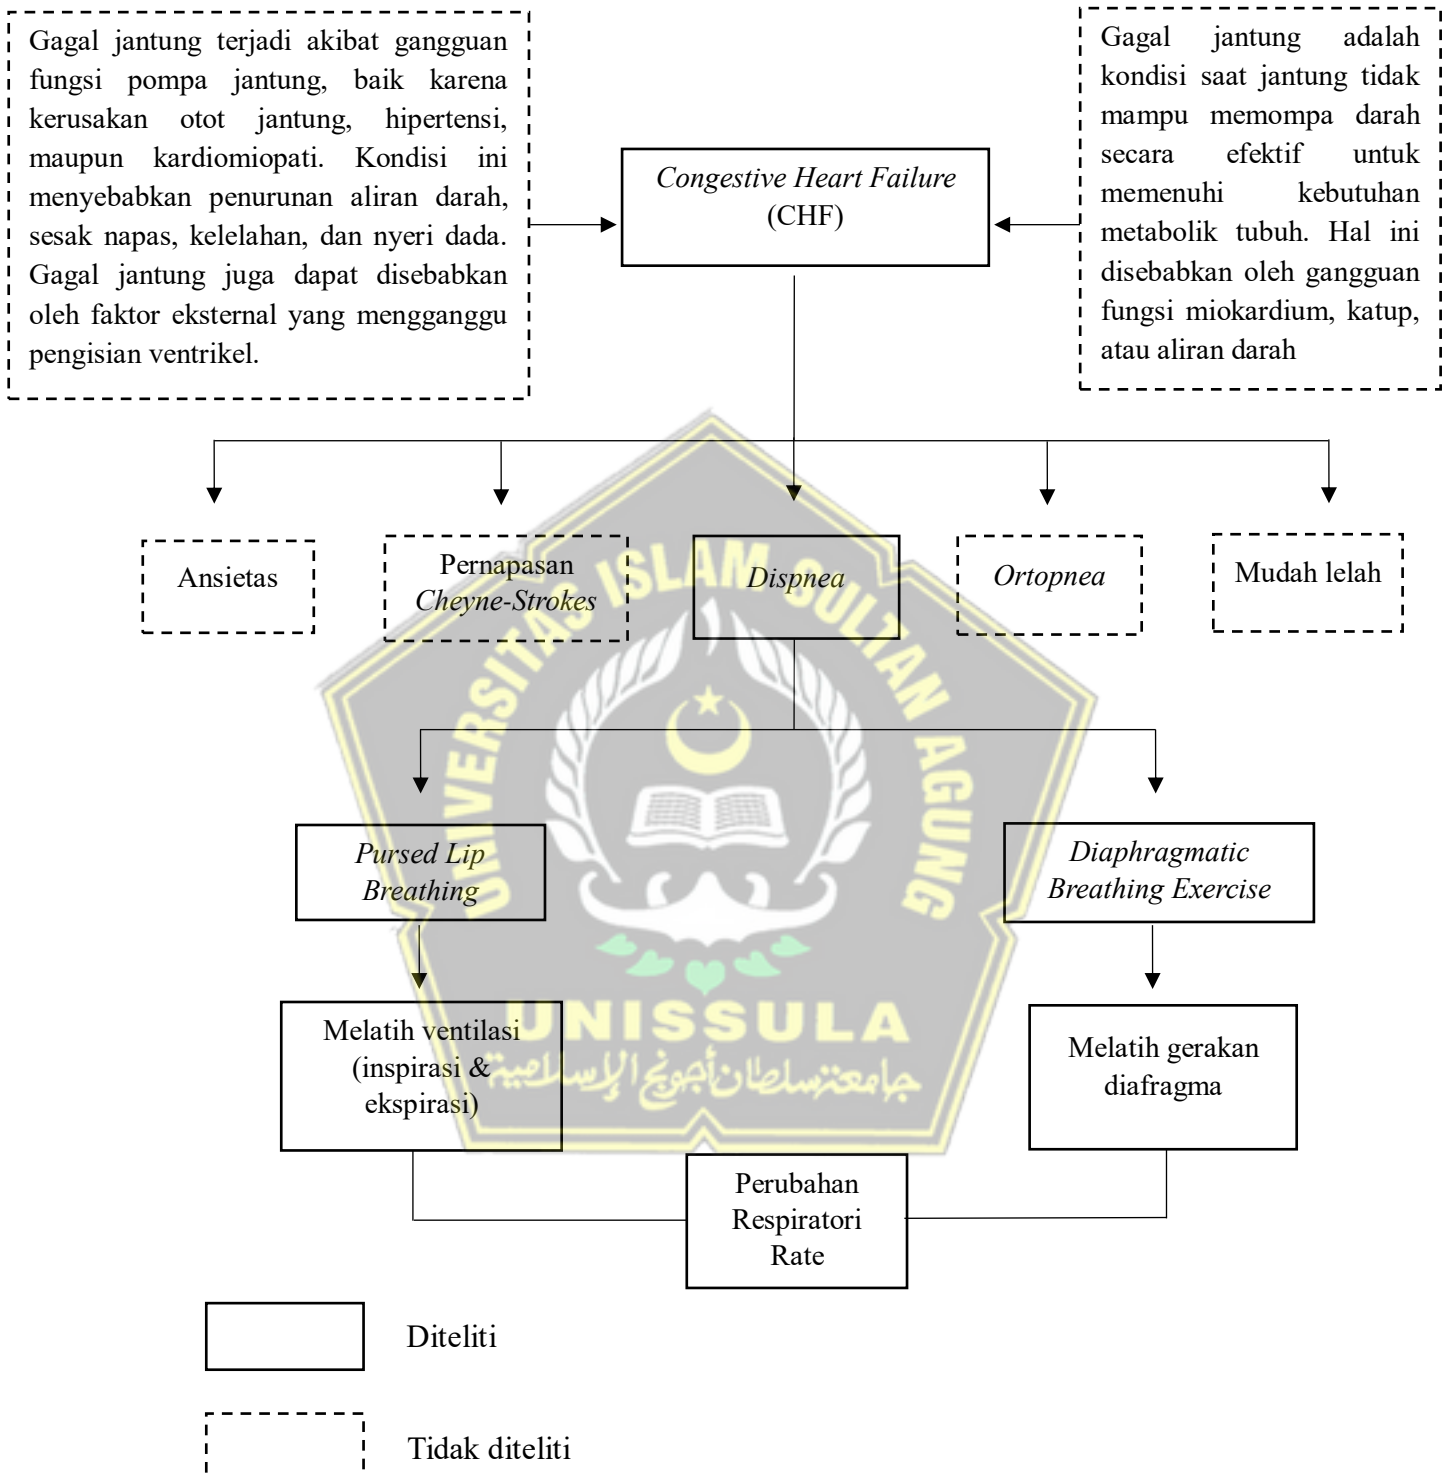 Gagal jantung terjadi akibat gangguan
fungsi pompa jantung, baik karena
kerusakan otot jantung, hipertensi,
maupun kardiomiopati. Kondisi ini
menyebabkan penurunan aliran darah,
sesak napas, kelelahan, dan nyeri dada.
Gagal jantung juga dapat disebabkan
oleh faktor eksternal yang mengganggu
pengisian ventrikel.
Congestive Heart Failure
(CHF)
Gagal jantung adalah
kondisi saat jantung tidak
mampu memompa darah
secara efektif untuk
memenuhi kebutuhan
metabolik tubuh. Hal ini
disebabkan oleh gangguan
fungsi miokardium, katup,
atau aliran darah
Ansietas
Pernapasan
Cheyne-Strokes
Dispnea
Ortopnea
Mudah lelah
UNIVERSITAS ISLAM SULTAN AGUNG
Pursed Lip
Breathing
Diaphragmatic
Breathing Exercise
UNISSULA
جامعة سلطان أجونج الإسلامية
Melatih ventilasi
(inspirasi &
ekspirasi)
Melatih gerakan
diafragma
Perubahan
Respiratori
Rate
Diteliti
Tidak diteliti